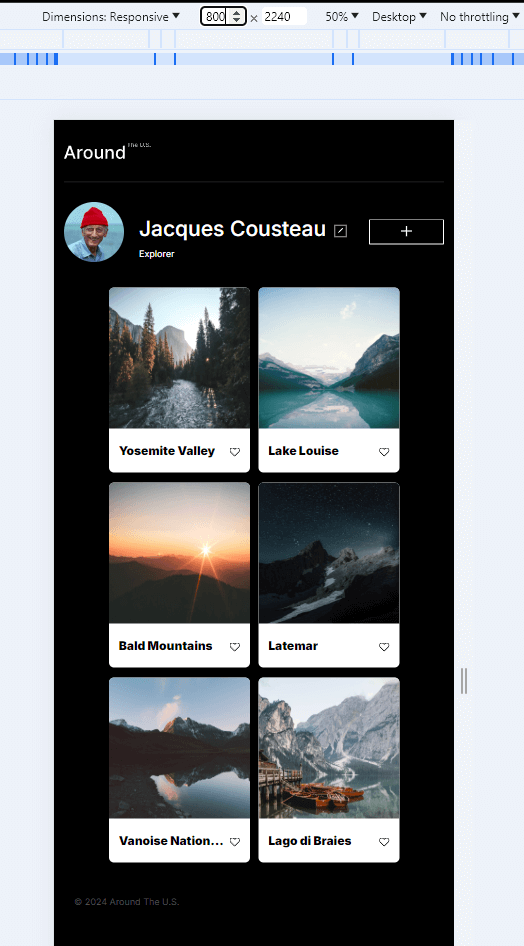 Dimensions: Responsive ▼ 800 × 2240 50% ▼ Desktop ▼ No throttling ▼
Around The U.S.
Jacques Cousteau
Explorer
Yosemite Valley
Lake Louise
Bald Mountains
Latemar
Vanoise Nation...
Lago di Braies
© 2024 Around The U.S.